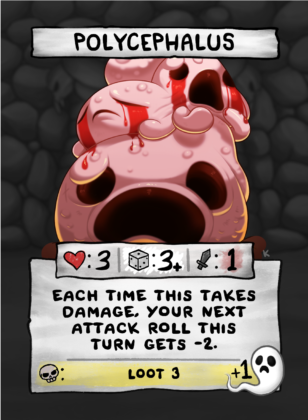 POLYCEPHALUS
:3 :3+ :1
EACH TIME THIS TAKES
DAMAGE, YOUR NEXT
ATTACK ROLL THIS
TURN GETS -2.
: LOOT 3 +1